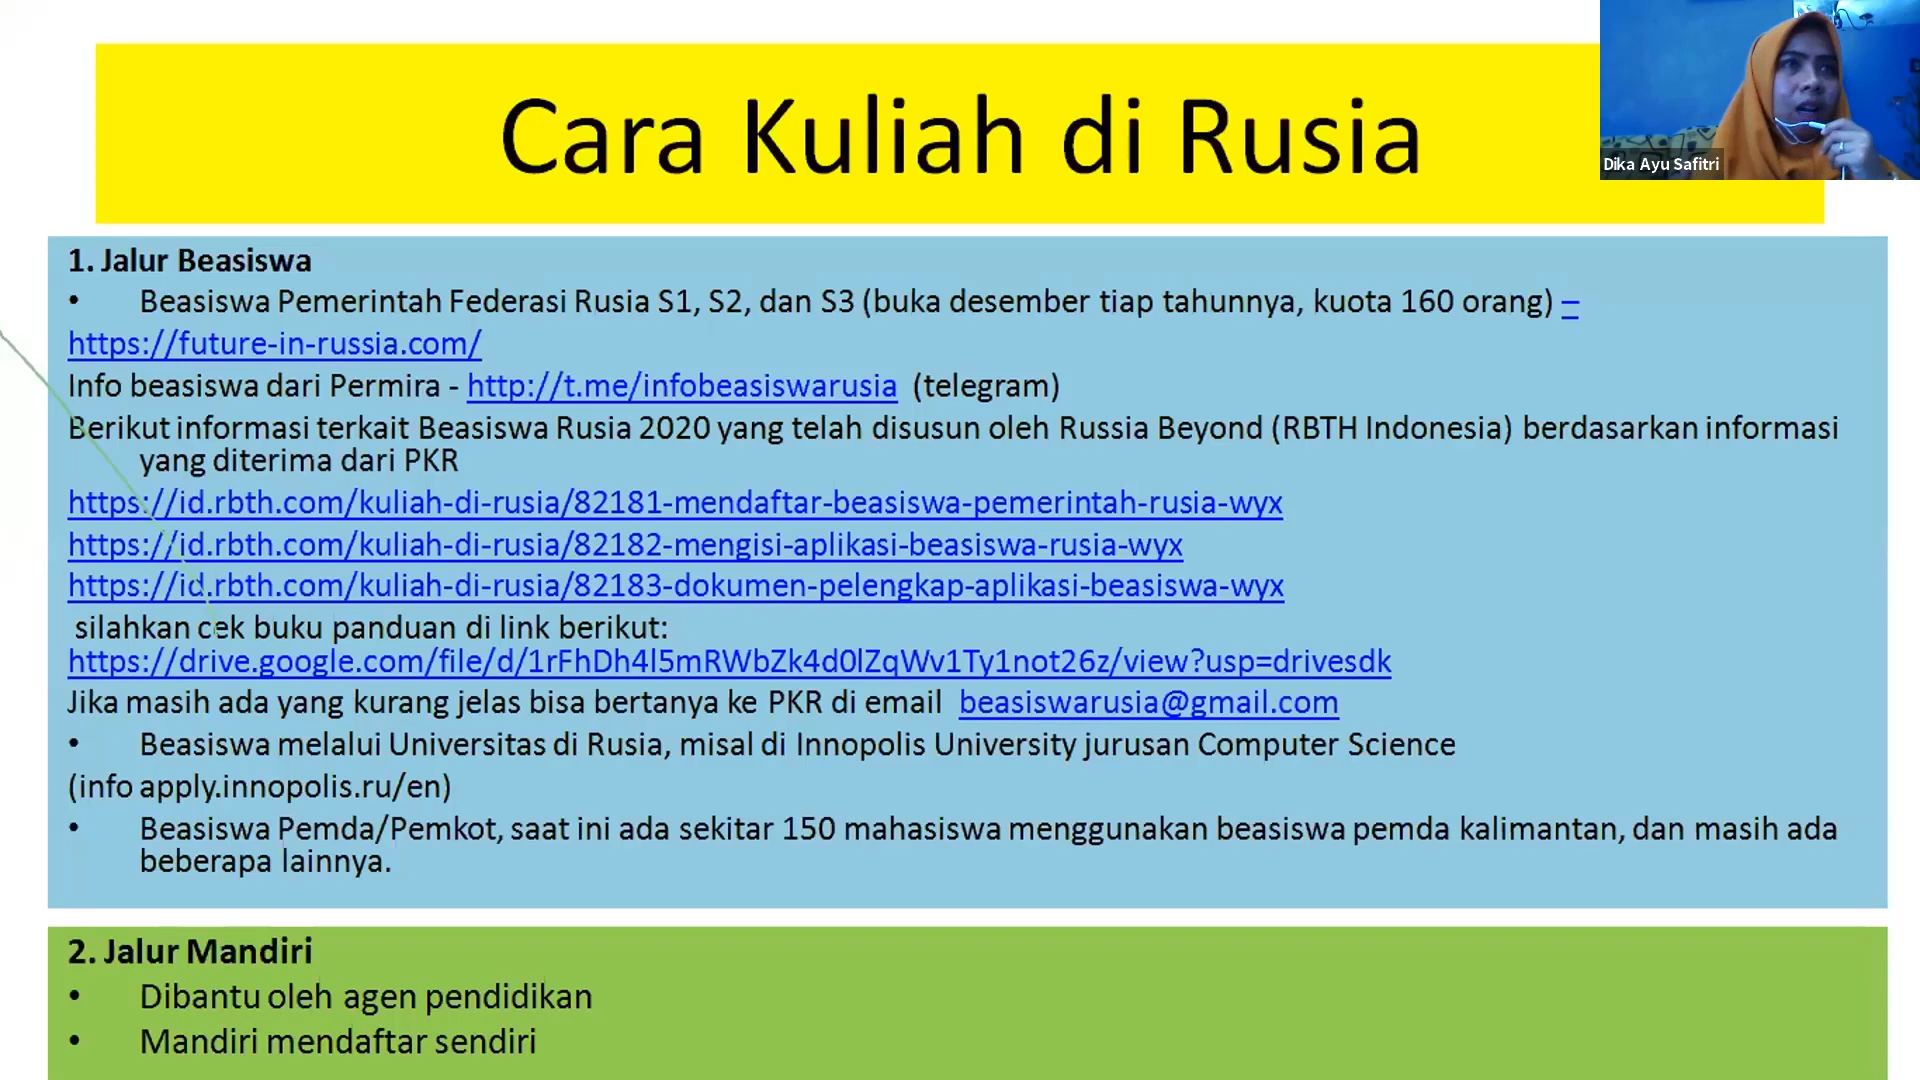 Cara Kuliah di Rusia
Dika Ayu Safitri
1. Jalur Beasiswa
• Beasiswa Pemerintah Federasi Rusia S1, S2, dan S3 (buka desember tiap tahunnya, kuota 160 orang) –
https://future-in-russia.com/
Info beasiswa dari Permira - http://t.me/infobeasiswarusia (telegram)
Berikut informasi terkait Beasiswa Rusia 2020 yang telah disusun oleh Russia Beyond (RBTH Indonesia) berdasarkan informasi
yang diterima dari PKR
https://id.rbth.com/kuliah-di-rusia/82181-mendaftar-beasiswa-pemerintah-rusia-wyx
https://id.rbth.com/kuliah-di-rusia/82182-mengisi-aplikasi-beasiswa-rusia-wyx
https://id.rbth.com/kuliah-di-rusia/82183-dokumen-pelengkap-aplikasi-beasiswa-wyx
silahkan cek buku panduan di link berikut:
https://drive.google.com/file/d/1rFhDh4l5mRWbZk4d0lZqWv1Ty1not26z/view?usp=drivesdk
Jika masih ada yang kurang jelas bisa bertanya ke PKR di email beasiswarusia@gmail.com
• Beasiswa melalui Universitas di Rusia, misal di Innopolis University jurusan Computer Science
(info apply.innopolis.ru/en)
• Beasiswa Pemda/Pemkot, saat ini ada sekitar 150 mahasiswa menggunakan beasiswa pemda kalimantan, dan masih ada
beberapa lainnya.
2. Jalur Mandiri
• Dibantu oleh agen pendidikan
• Mandiri mendaftar sendiri